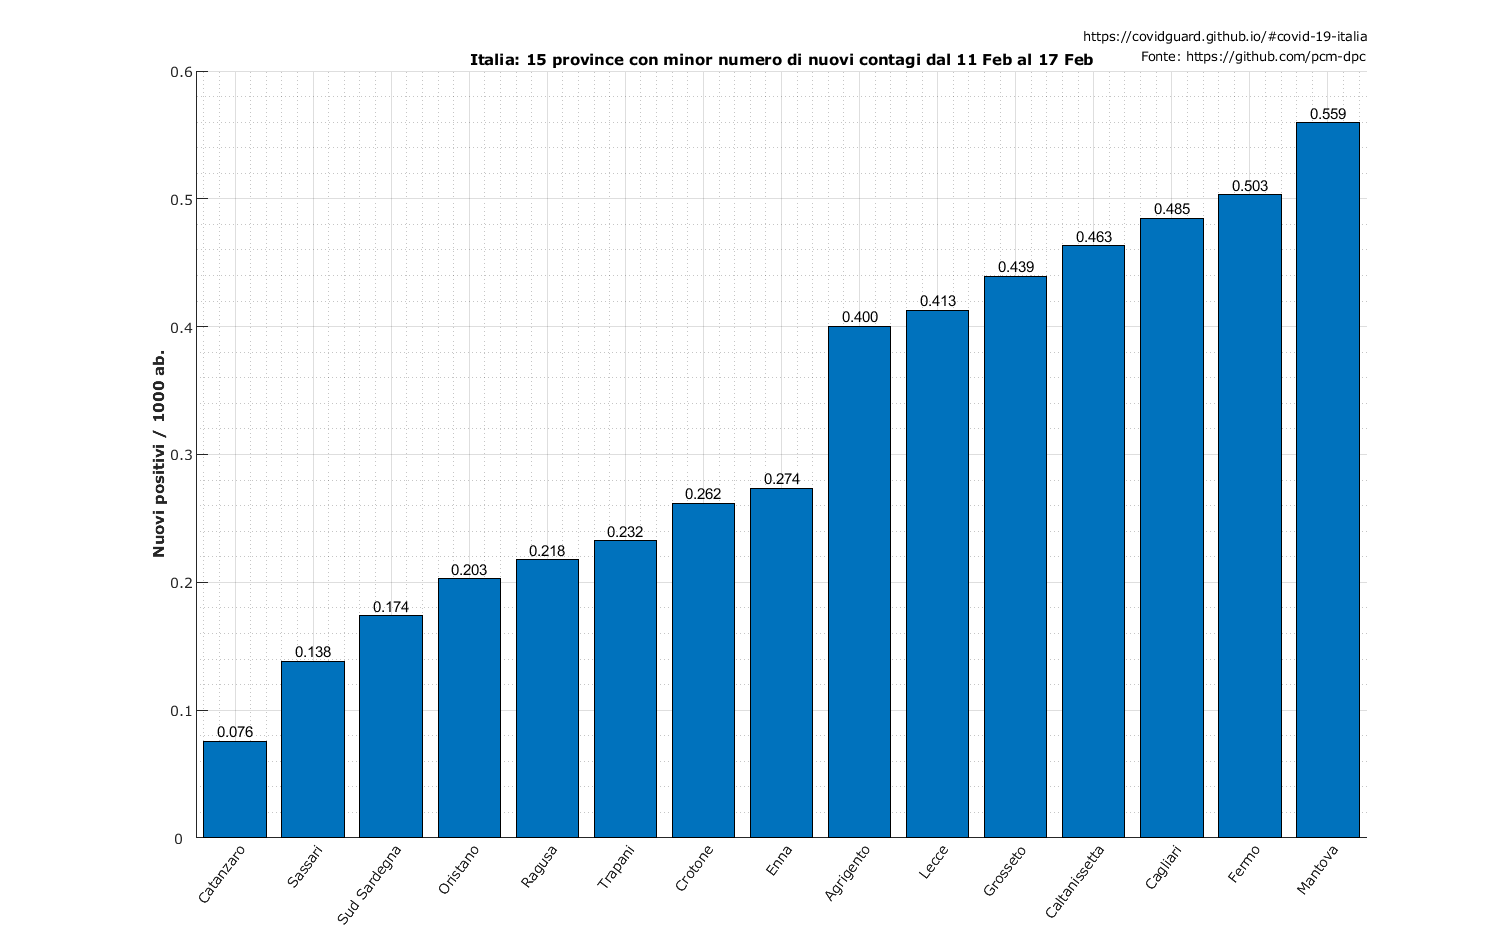 https://covidguard.github.io/#covid-19-italia
Fonte: https://github.com/pcm-dpc
Italia: 15 province con minor numero di nuovi contagi dal 11 Feb al 17 Feb
Nuovi positivi / 1000 ab.
0.6
0.5
0.4
0.3
0.2
0.1
0
0.076
0.138
0.174
0.203
0.218
0.232
0.262
0.274
0.400
0.413
0.439
0.463
0.485
0.503
0.559
Catanzaro
Sassari
Sud Sardegna
Oristano
Ragusa
Trapani
Crotone
Enna
Agrigento
Lecce
Grosseto
Caltanissetta
Cagliari
Fermo
Mantova